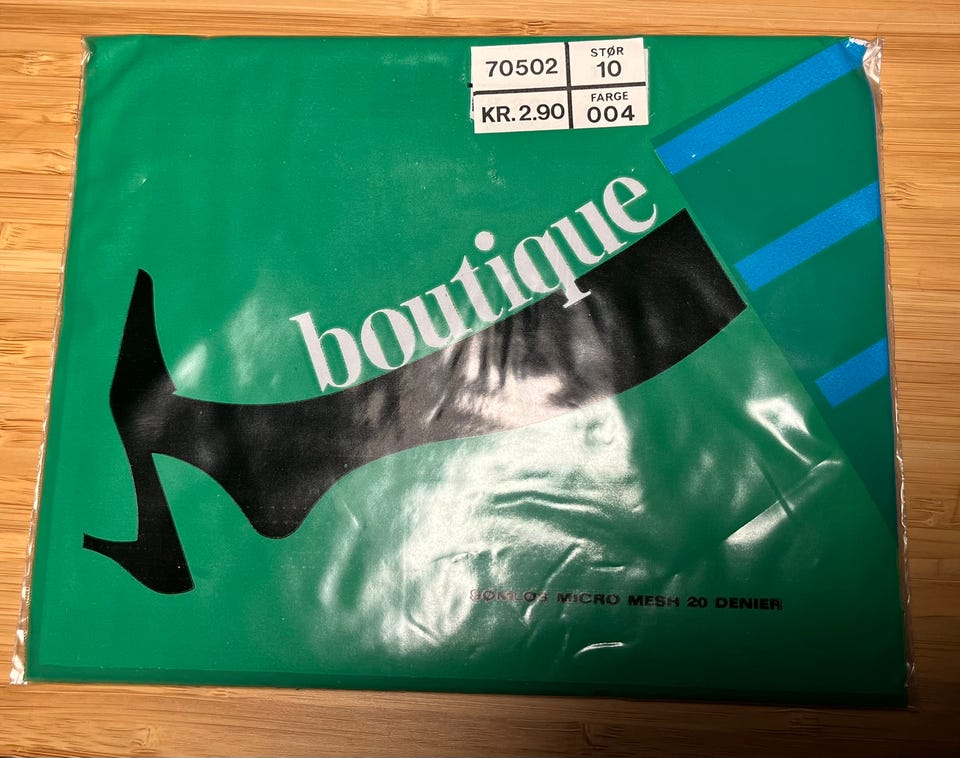 70502
STØR
10
KR.2.90
FARGE
004
boutique
SØMLØS MICRO MESH 20 DENIER